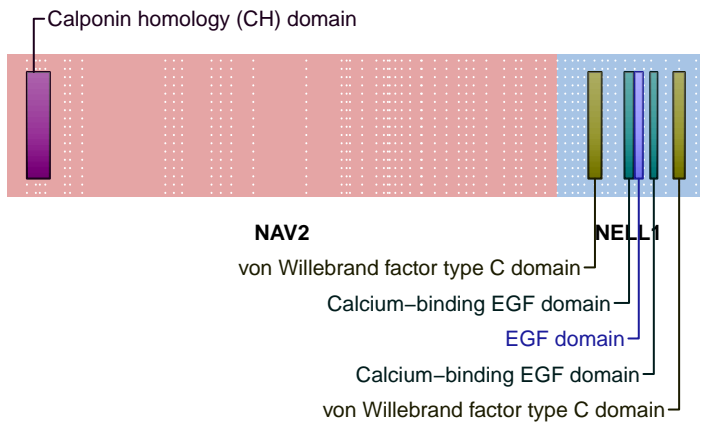 Calponin homology (CH) domain
NAV2
NELL1
von Willebrand factor type C domain
Calcium−binding EGF domain
EGF domain
Calcium−binding EGF domain
von Willebrand factor type C domain